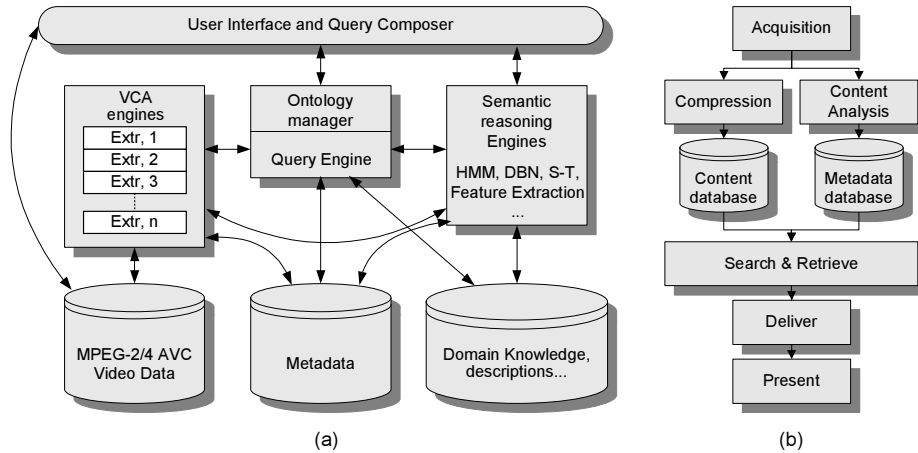 User Interface and Query Composer
VCA
engines
Extr, 1
Extr, 2
Extr, 3
Extr, n
Ontology
manager
Query Engine
Semantic
reasoning
Engines
HMM, DBN, S-T,
Feature Extraction
...
MPEG-2/4 AVC
Video Data
Metadata
Domain Knowledge,
descriptions...
(a)
Acquisition
Compression
Content
Analysis
Content
database
Metadata
database
Search & Retrieve
Deliver
Present
(b)